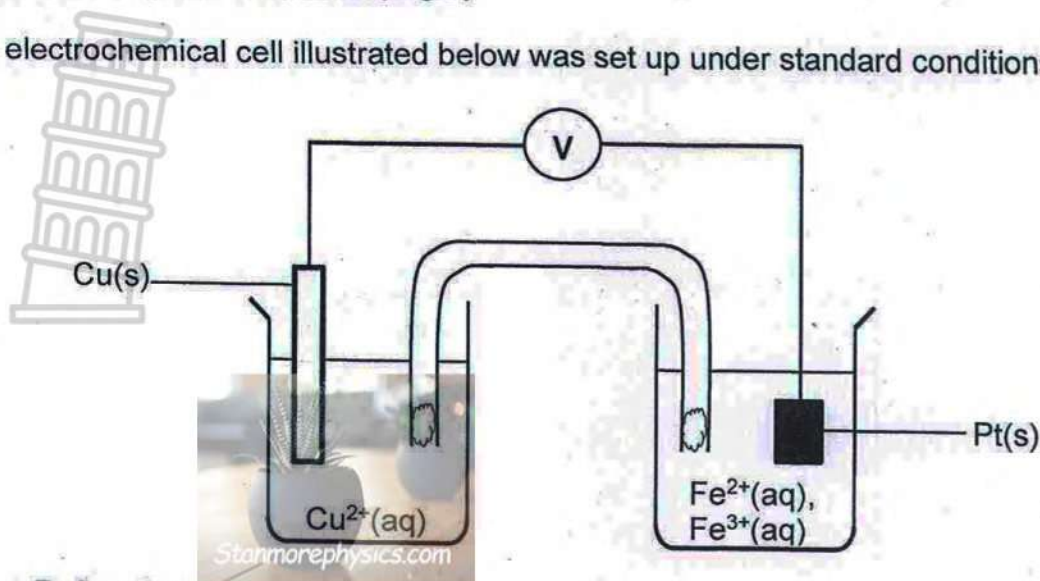 electrochemical cell illustrated below was set up under standard condition
V
Cu(s)
Pt(s)
Cu²⁺(aq)
Fe²⁺(aq),
Fe³⁺(aq)
Stanmorephysics.com